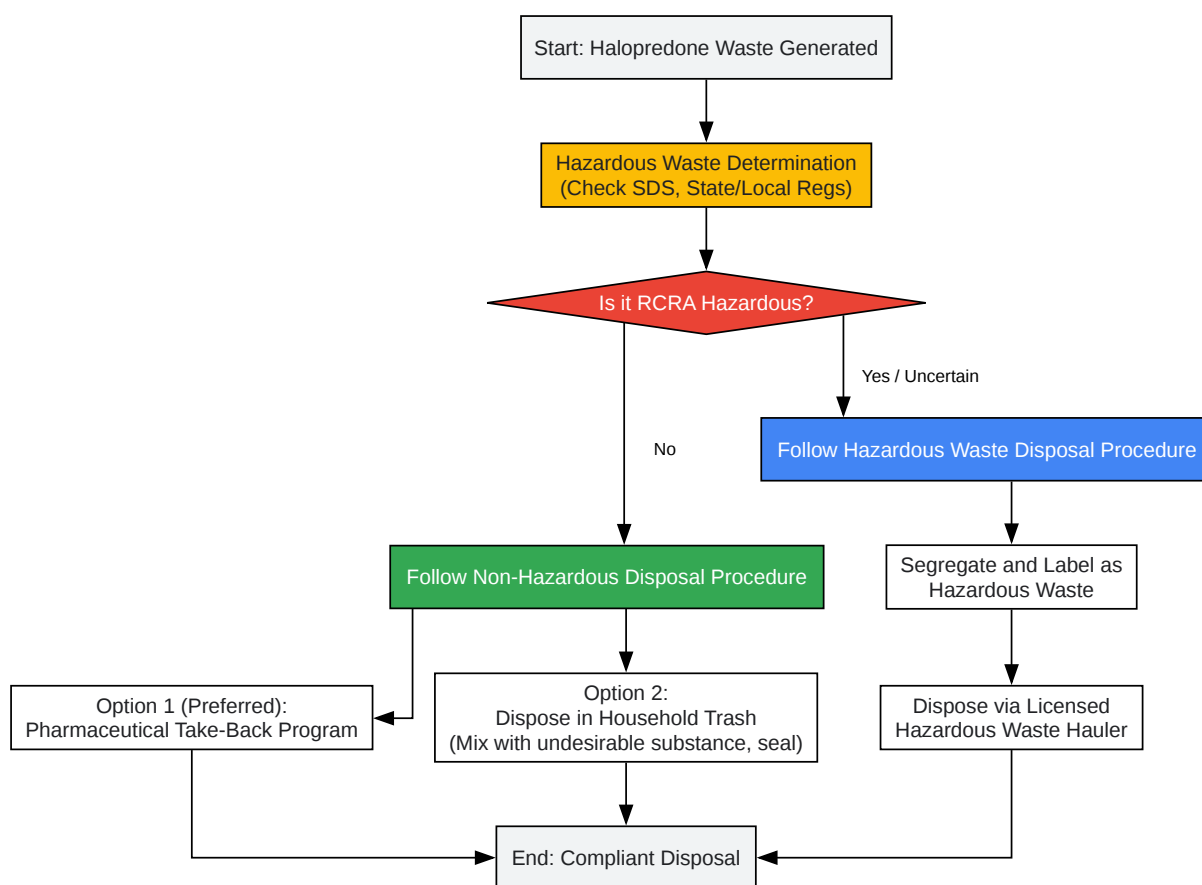 Start: Halopredone Waste Generated
Hazardous Waste Determination
(Check SDS, State/Local Regs)
Is it RCRA Hazardous?
Yes / Uncertain
No
Follow Hazardous Waste Disposal Procedure
Follow Non-Hazardous Disposal Procedure
Segregate and Label as
Hazardous Waste
Option 1 (Preferred):
Pharmaceutical Take-Back Program
Option 2:
Dispose in Household Trash
(Mix with undesirable substance, seal)
Dispose via Licensed
Hazardous Waste Hauler
End: Compliant Disposal